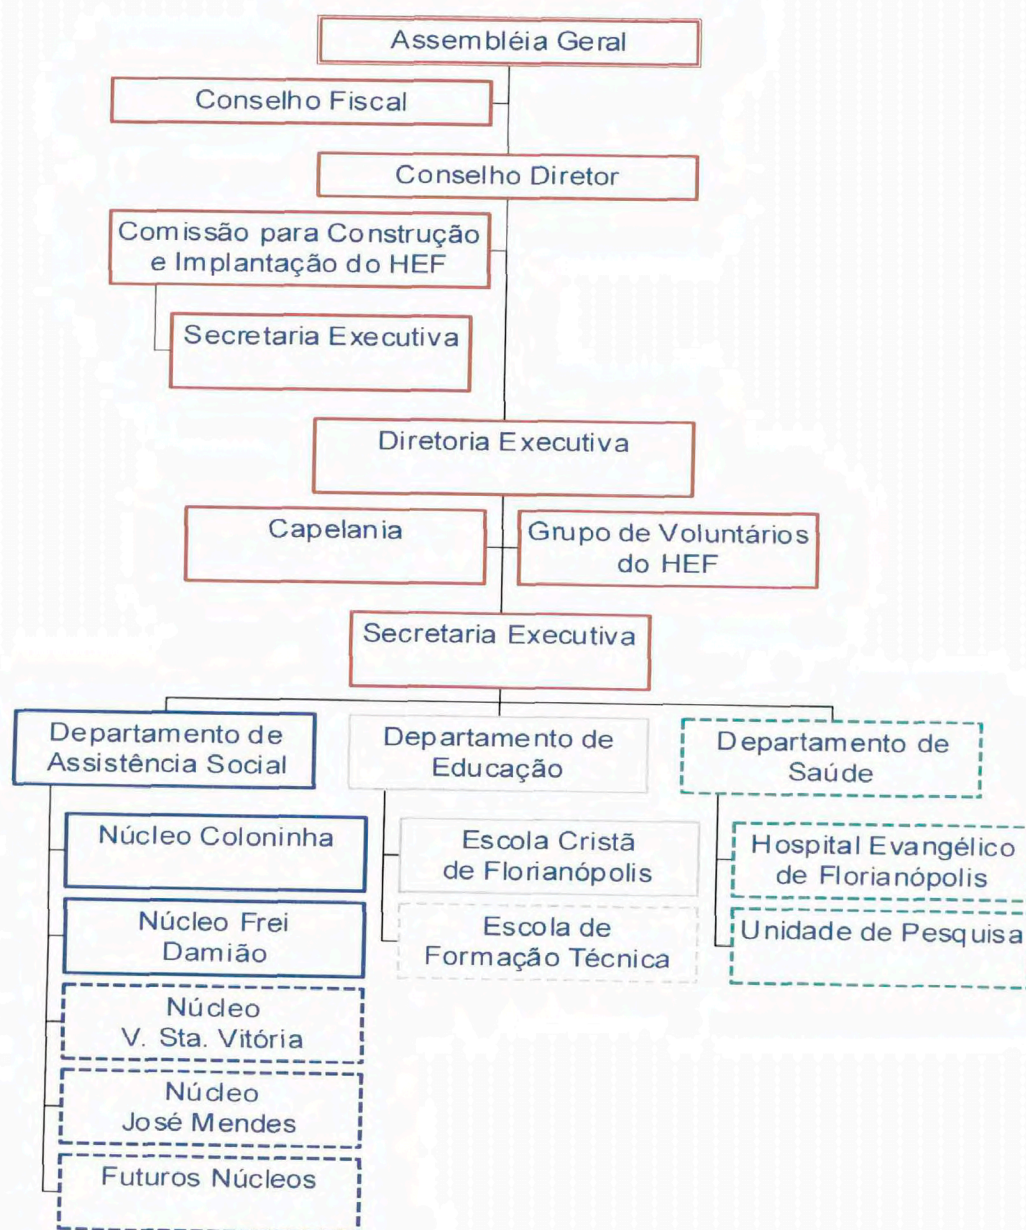 Assembléia Geral
Conselho Fiscal
Conselho Diretor
Comissão para Construção
e Implantação do HEF
Secretaria Executiva
Diretoria Executiva
Capelania
Grupo de Voluntários
do HEF
Secretaria Executiva
Departamento de
Assistência Social
Núcleo Coloninha
Núcleo Frei
Damião
Núcleo
V. Sta. Vitória
Núcleo
José Mendes
Futuros Núcleos
Departamento de
Educação
Escola Cristã
de Florianópolis
Escola de
Formação Técnica
Departamento de
Saúde
Hospital Evangélico
de Florianópolis
Unidade de Pesquisa